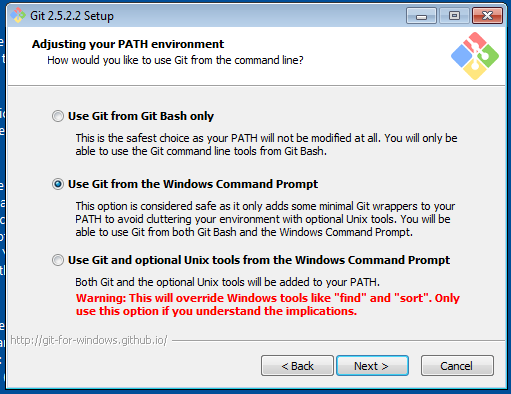 Git 2.5.2.2 Setup
Adjusting your PATH environment
How would you like to use Git from the command line?
Use Git from Git Bash only
This is the safest choice as your PATH will not be modified at all. You will only be
able to use the Git command line tools from Git Bash.
Use Git from the Windows Command Prompt
This option is considered safe as it only adds some minimal Git wrappers to your
PATH to avoid cluttering your environment with optional Unix tools. You will be
able to use Git from both Git Bash and the Windows Command Prompt.
Use Git and optional Unix tools from the Windows Command Prompt
Both Git and the optional Unix tools will be added to your PATH.
Warning: This will override Windows tools like "find" and "sort". Only
use this option if you understand the implications.
http://git-for-windows.github.io/
< Back
Next >
Cancel